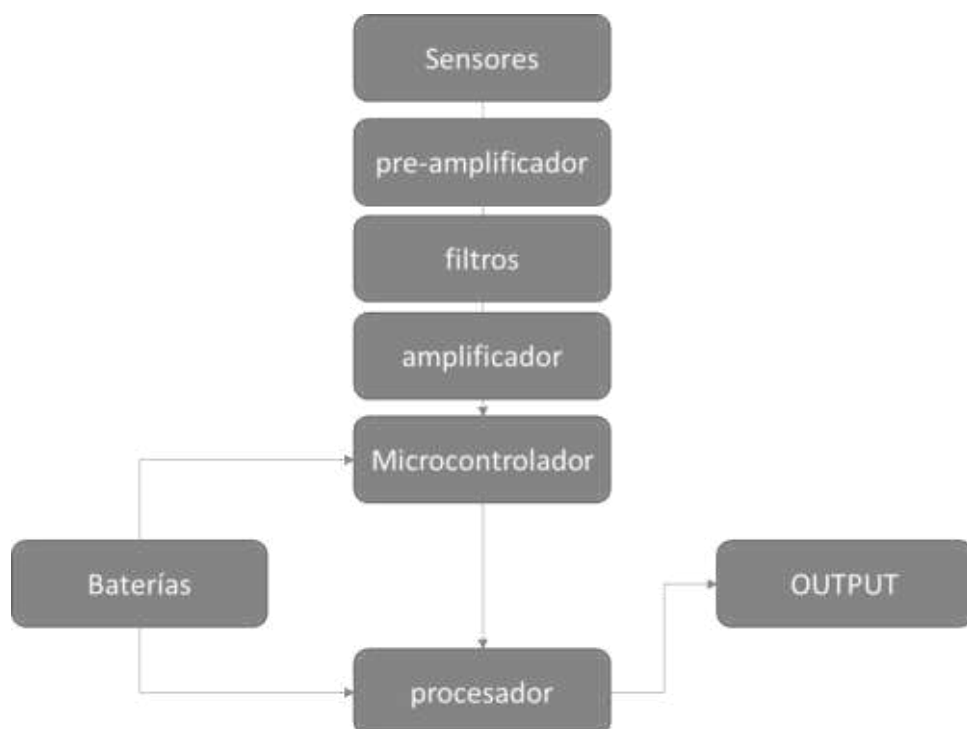 Sensores
pre-amplificador
filtros
amplificador
Microcontrolador
Baterías
OUTPUT
procesador